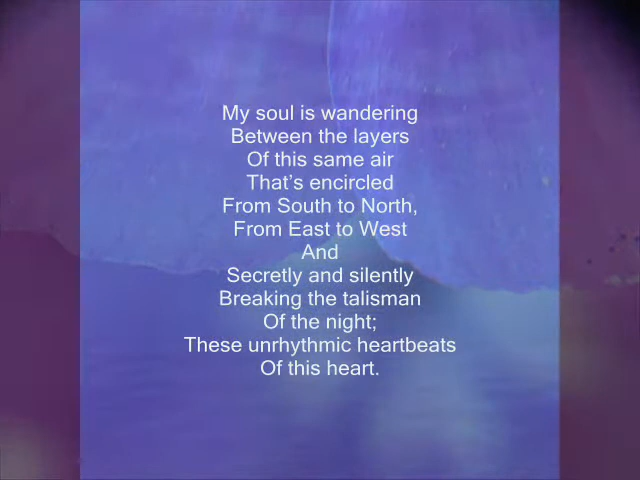 My soul is wandering
Between the layers
Of this same air
That’s encircled
From South to North,
From East to West
And
Secretly and silently
Breaking the talisman
Of the night;
These unrhythmic heartbeats
Of this heart.